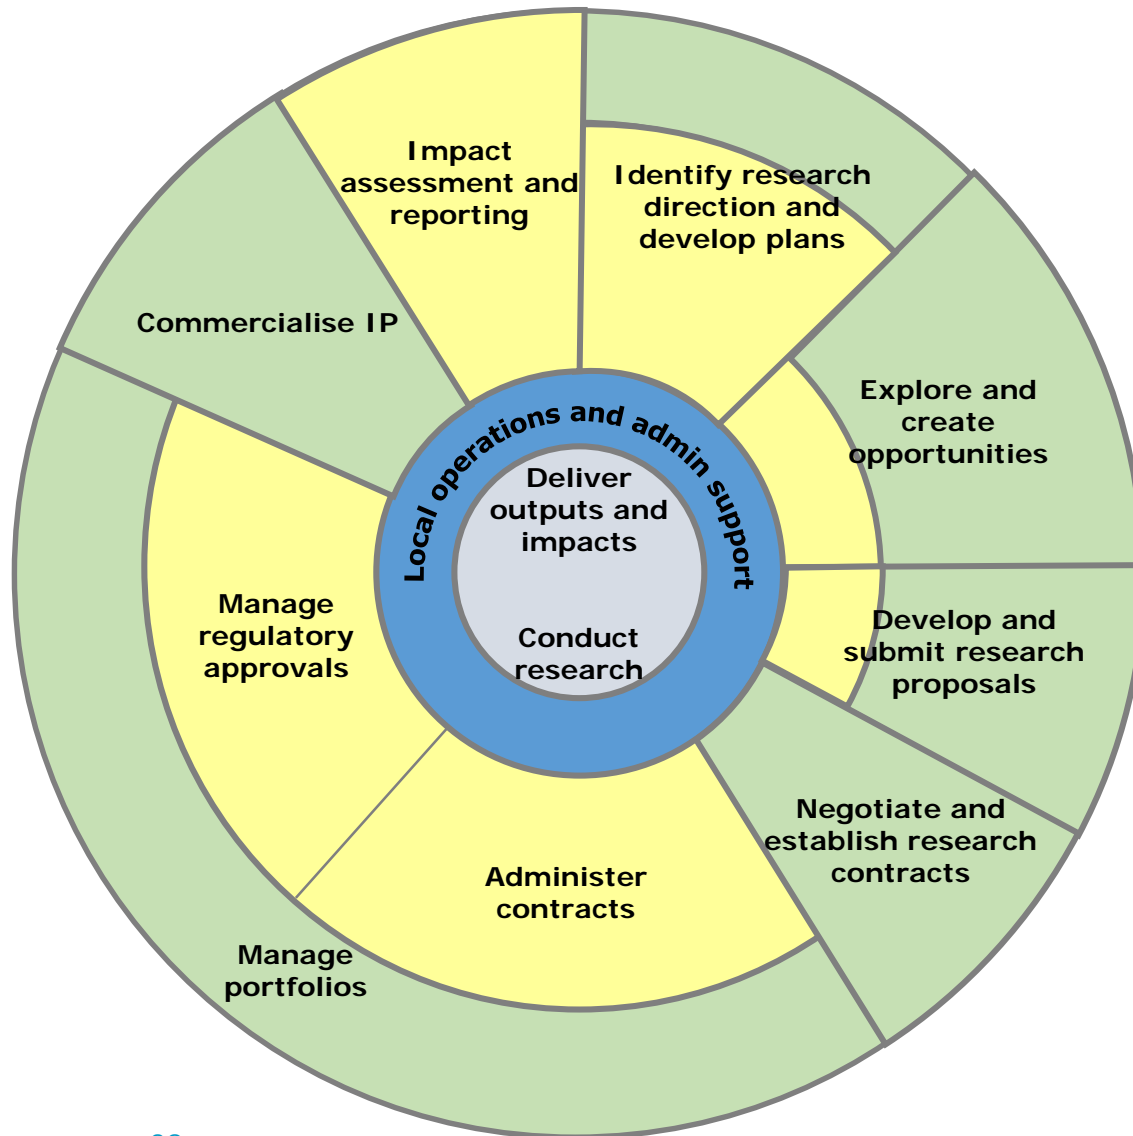 Impact
assessment and
reporting
Identify research
direction and
develop plans
Commercialise IP
Explore and
create
opportunities
Local operations and admin support
Deliver
outputs and
impacts
Conduct
research
Manage
regulatory
approvals
Develop and
submit research
proposals
Negotiate and
establish research
contracts
Administer
contracts
Manage
portfolios